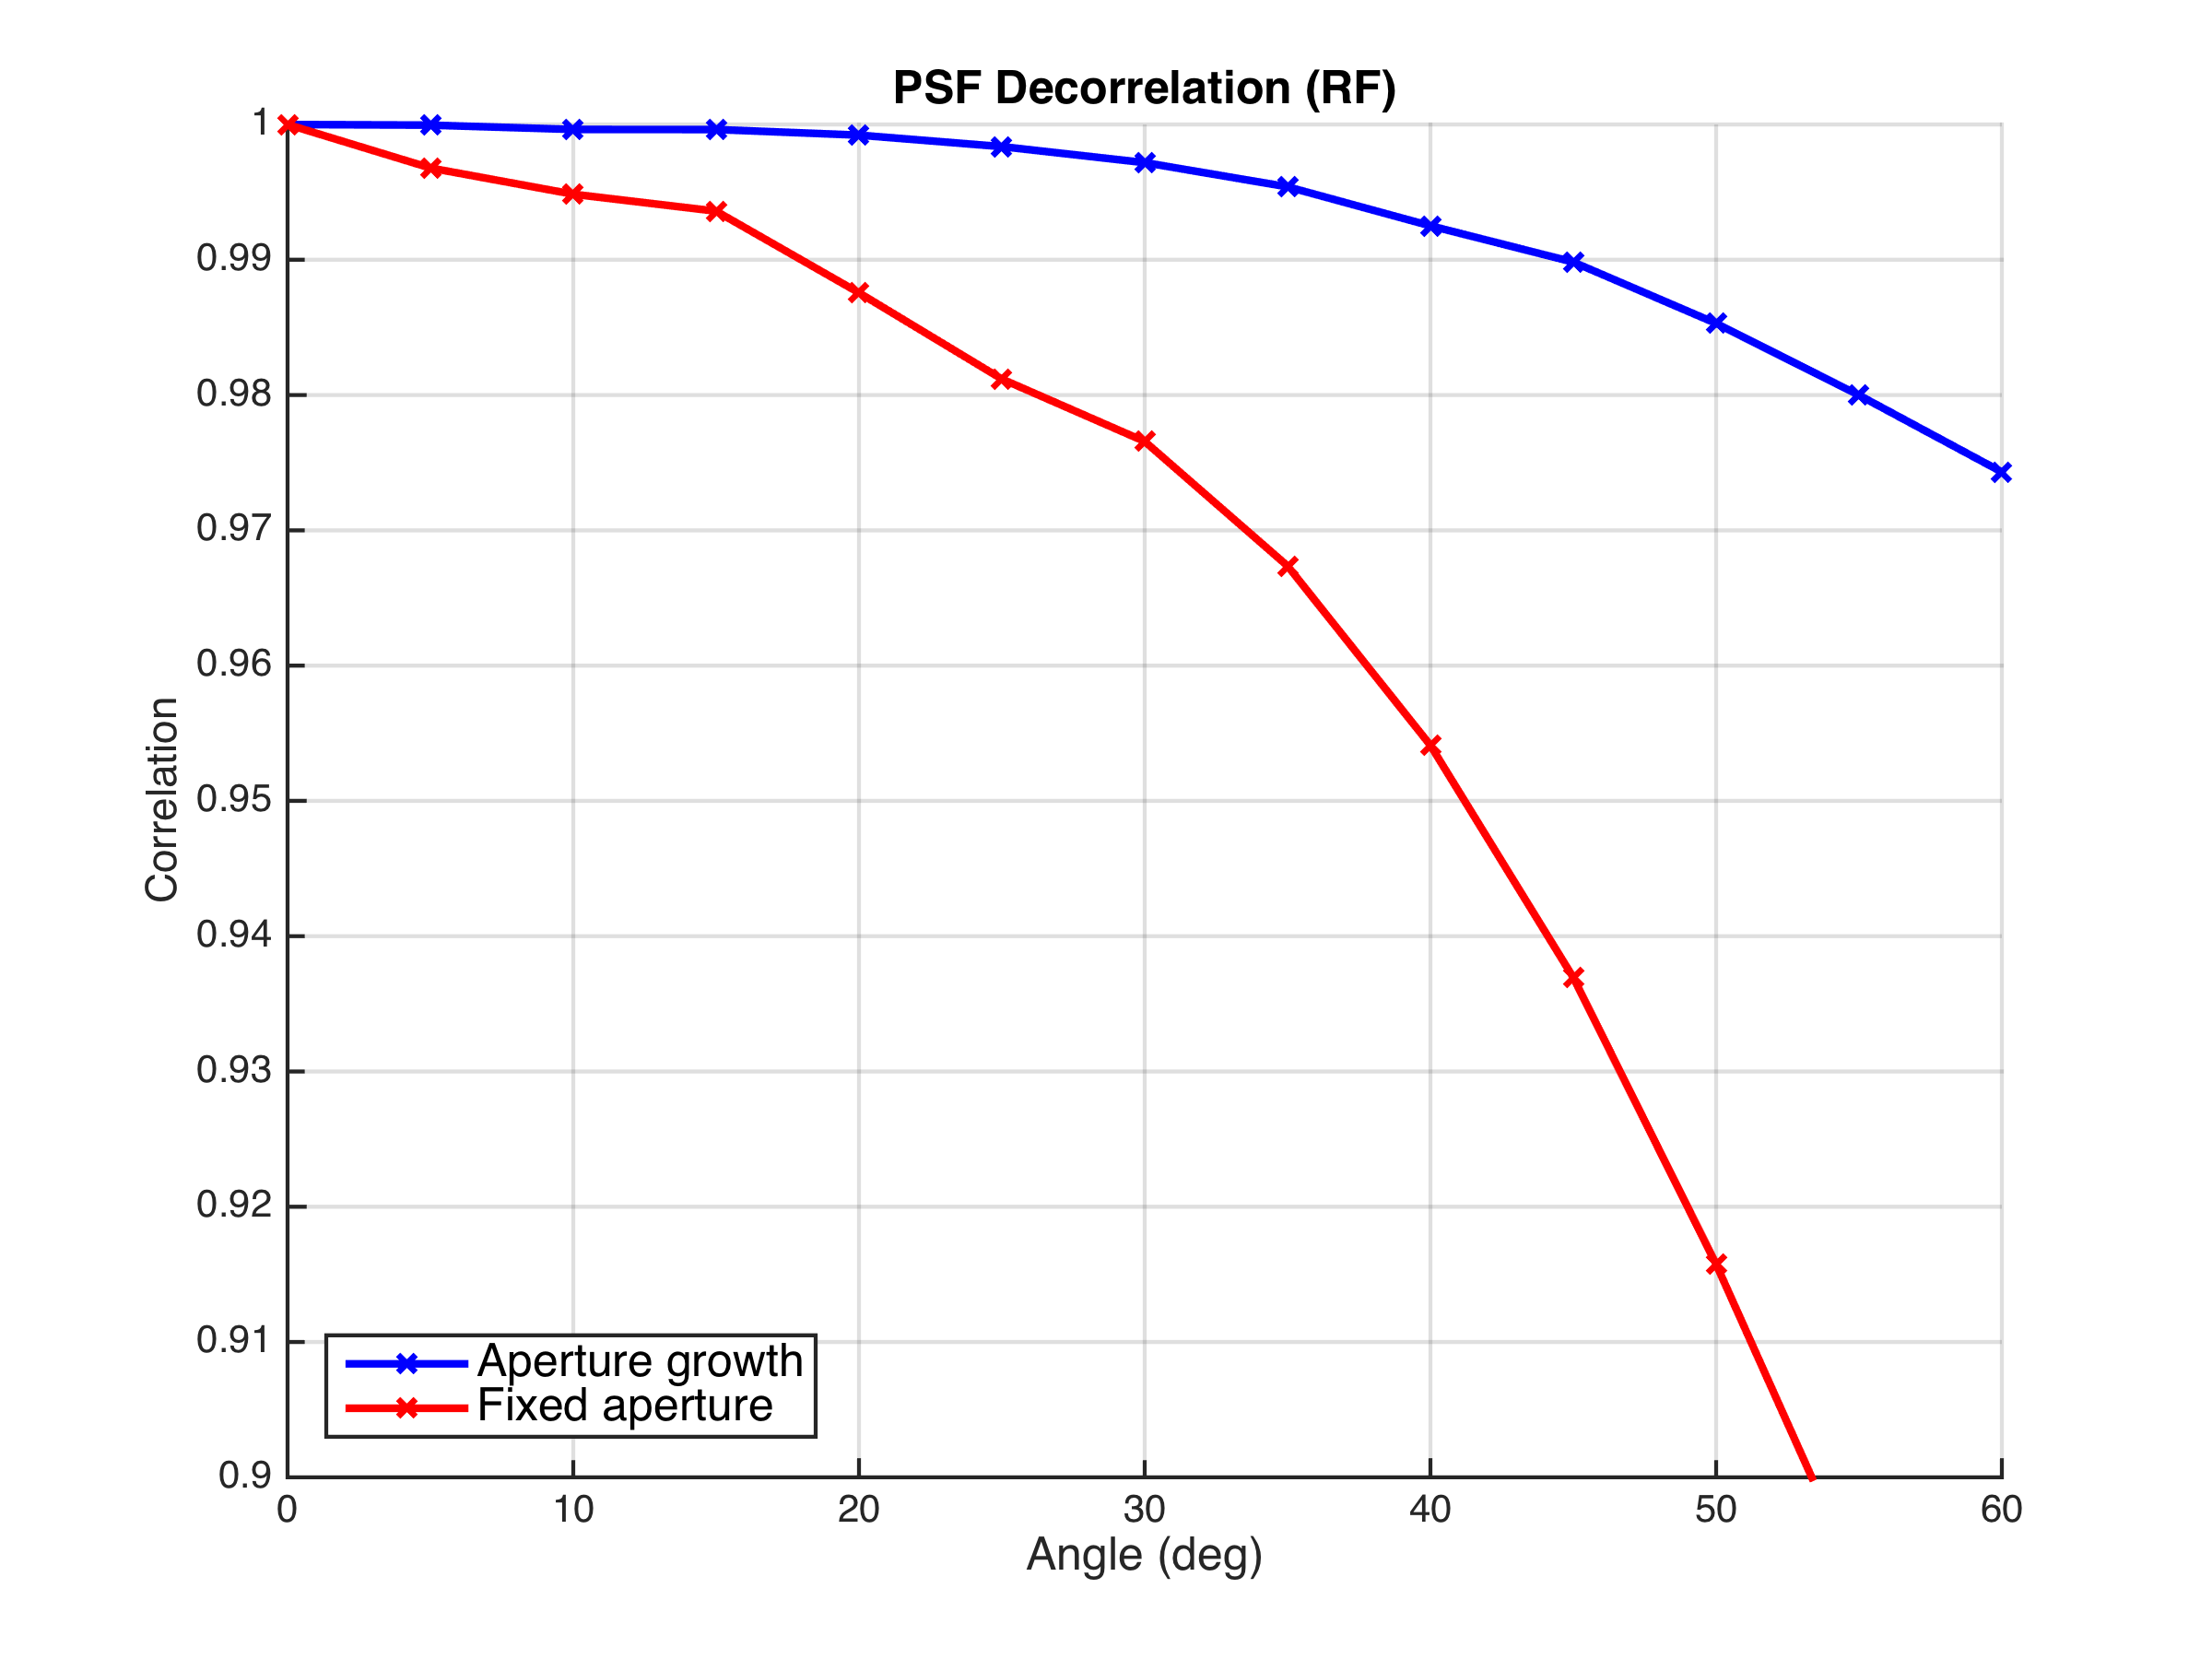 PSF Decorrelation (RF)
1
0.99
0.98
0.97
0.96
0.95
0.94
0.93
0.92
0.91
0.9
Correlation
Aperture growth
Fixed aperture
0 10 20 30 40 50 60
Angle (deg)